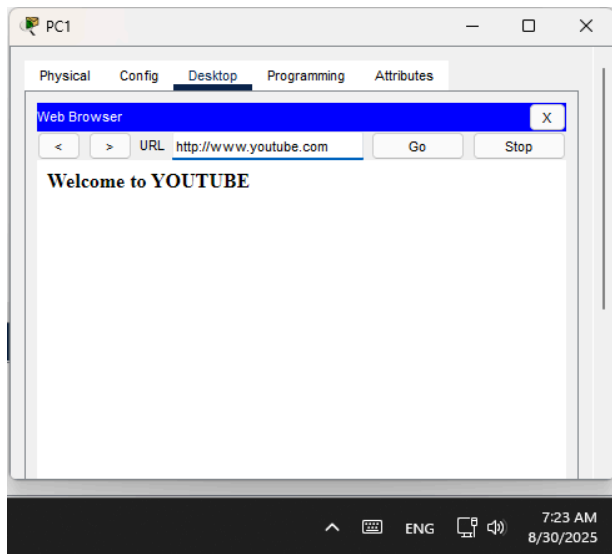 PC1
Physical Config Desktop Programming Attributes
Web Browser X
< > URL http://www.youtube.com Go Stop
Welcome to YOUTUBE
ENG 7:23 AM
8/30/2025